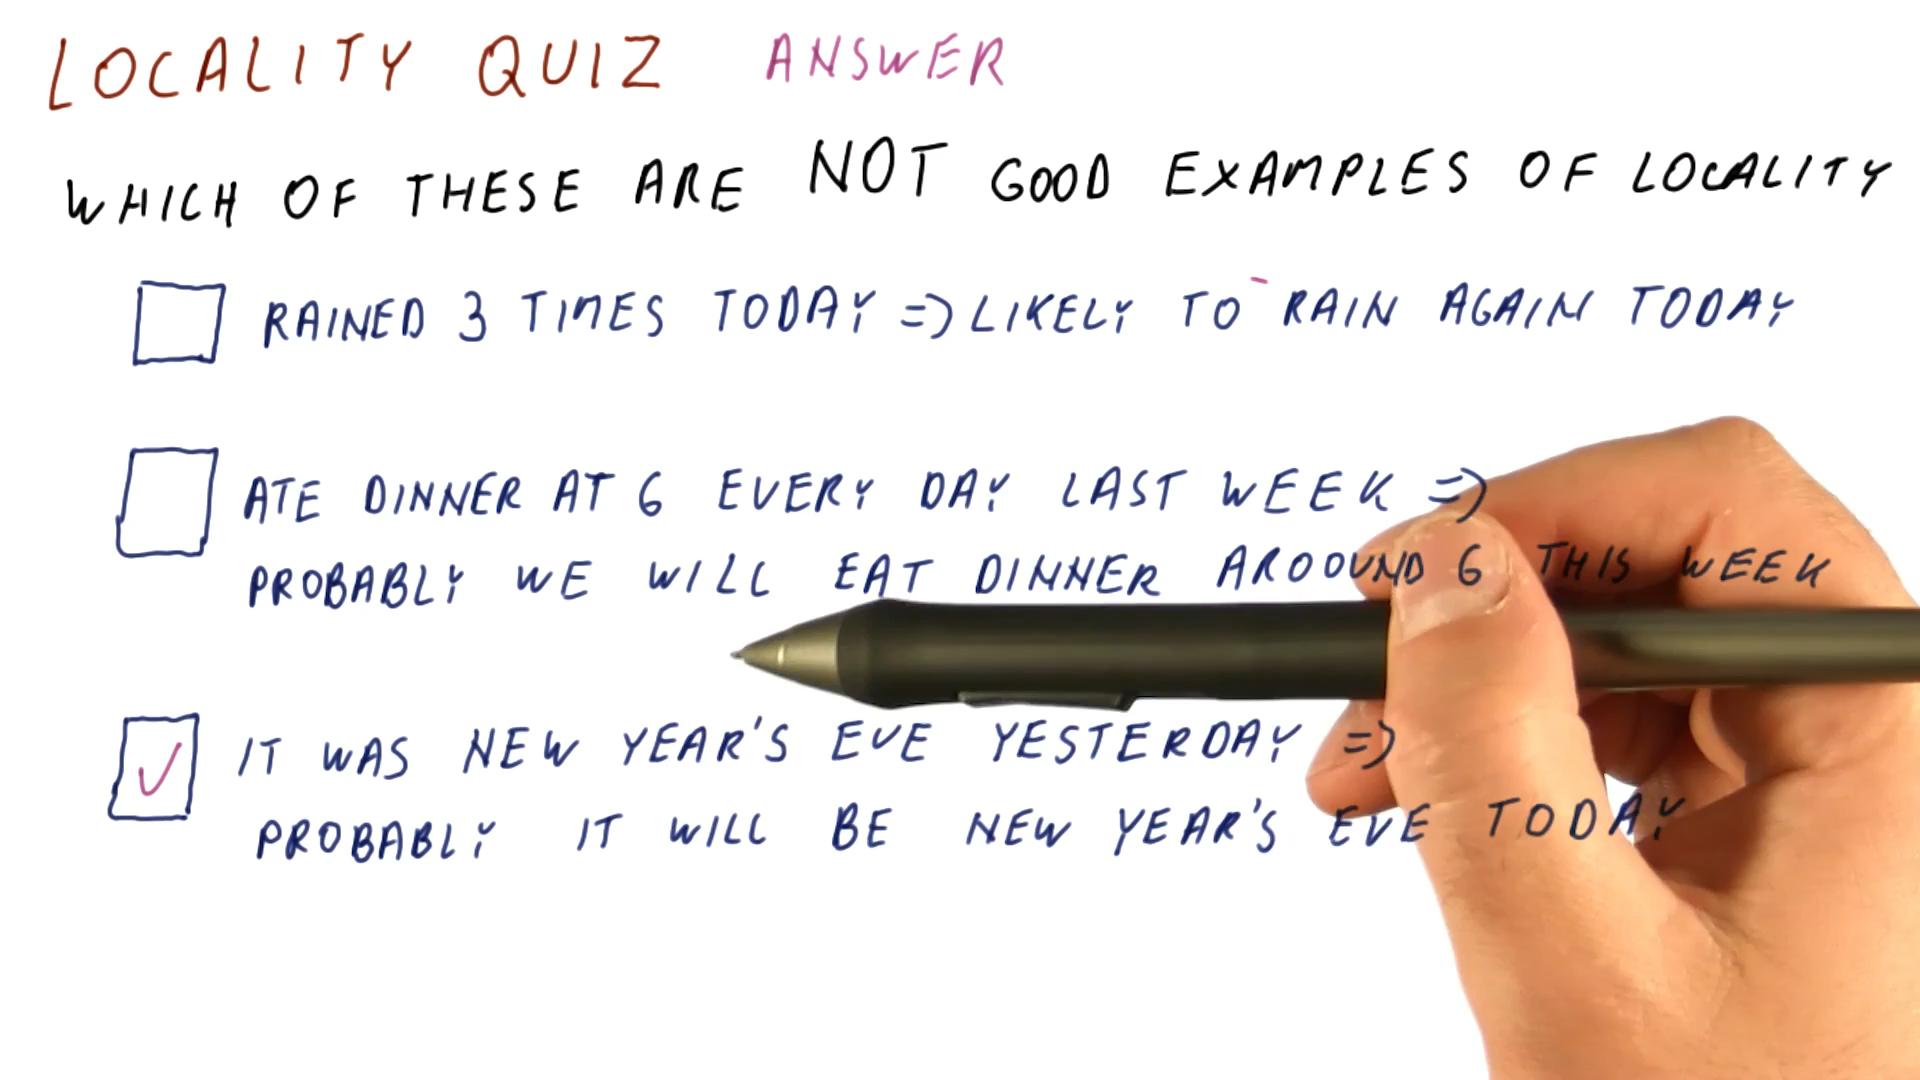 LOCALITY QUIZ ANSWER
WHICH OF THESE ARE NOT GOOD EXAMPLES OF LOCALITY
RAINED 3 TIMES TODAY => LIKELY TO RAIN AGAIN TODAY
ATE DINNER AT 6 EVERY DAY LAST WEEK =>
PROBABLY WE WILL EAT DINNER AROOUND 6 THIS WEEK
IT WAS NEW YEAR'S EVE YESTERDAY =>
PROBABLY IT WILL BE NEW YEAR'S EVE TODAY